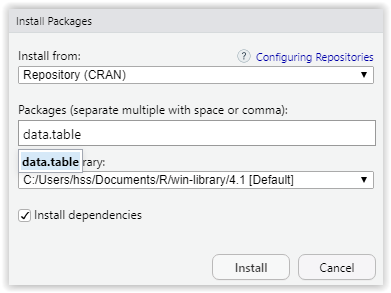 Install Packages
Install from:
? Configuring Repositories
Repository (CRAN)
Packages (separate multiple with space or comma):
data.table
data.table
rary:
C:/Users/hss/Documents/R/win-library/4.1 [Default]
Install dependencies
Install
Cancel